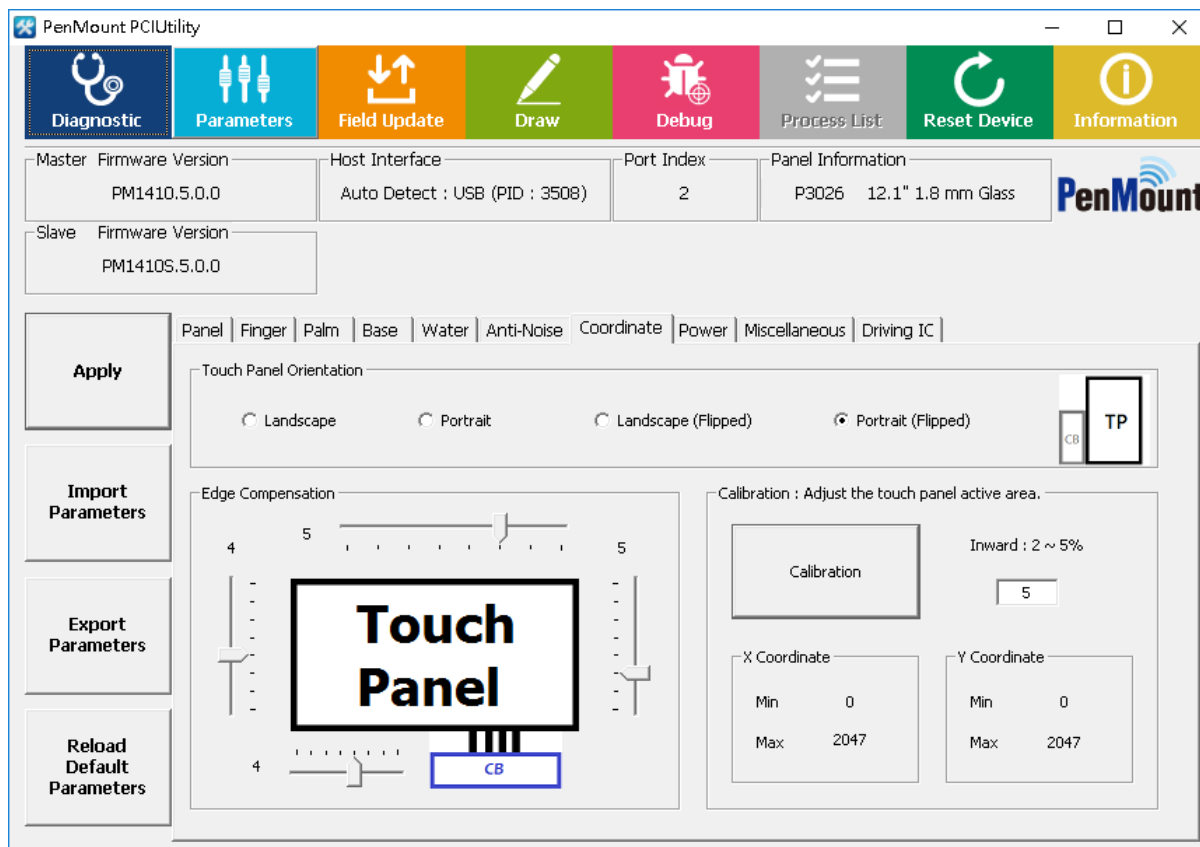 PenMount PCIUtility
Diagnostic
Parameters
Field Update
Draw
Debug
Process List
Reset Device
Information
Master Firmware Version
PM1410.5.0.0
Host Interface
Auto Detect : USB (PID : 3508)
Port Index
2
Panel Information
P3026 12.1" 1.8 mm Glass
PenMount
Slave Firmware Version
PM1410S.5.0.0
Apply
Import
Parameters
Export
Parameters
Reload
Default
Parameters
Panel
Finger
Palm
Base
Water
Anti-Noise
Coordinate
Power
Miscellaneous
Driving IC
Touch Panel Orientation
Landscape
Portrait
Landscape (Flipped)
Portrait (Flipped)
CB
TP
Edge Compensation
5
4
5
Touch
Panel
4
CB
Calibration : Adjust the touch panel active area.
Calibration
Inward : 2 ~ 5%
5
X Coordinate
Min 0
Max 2047
Y Coordinate
Min 0
Max 2047